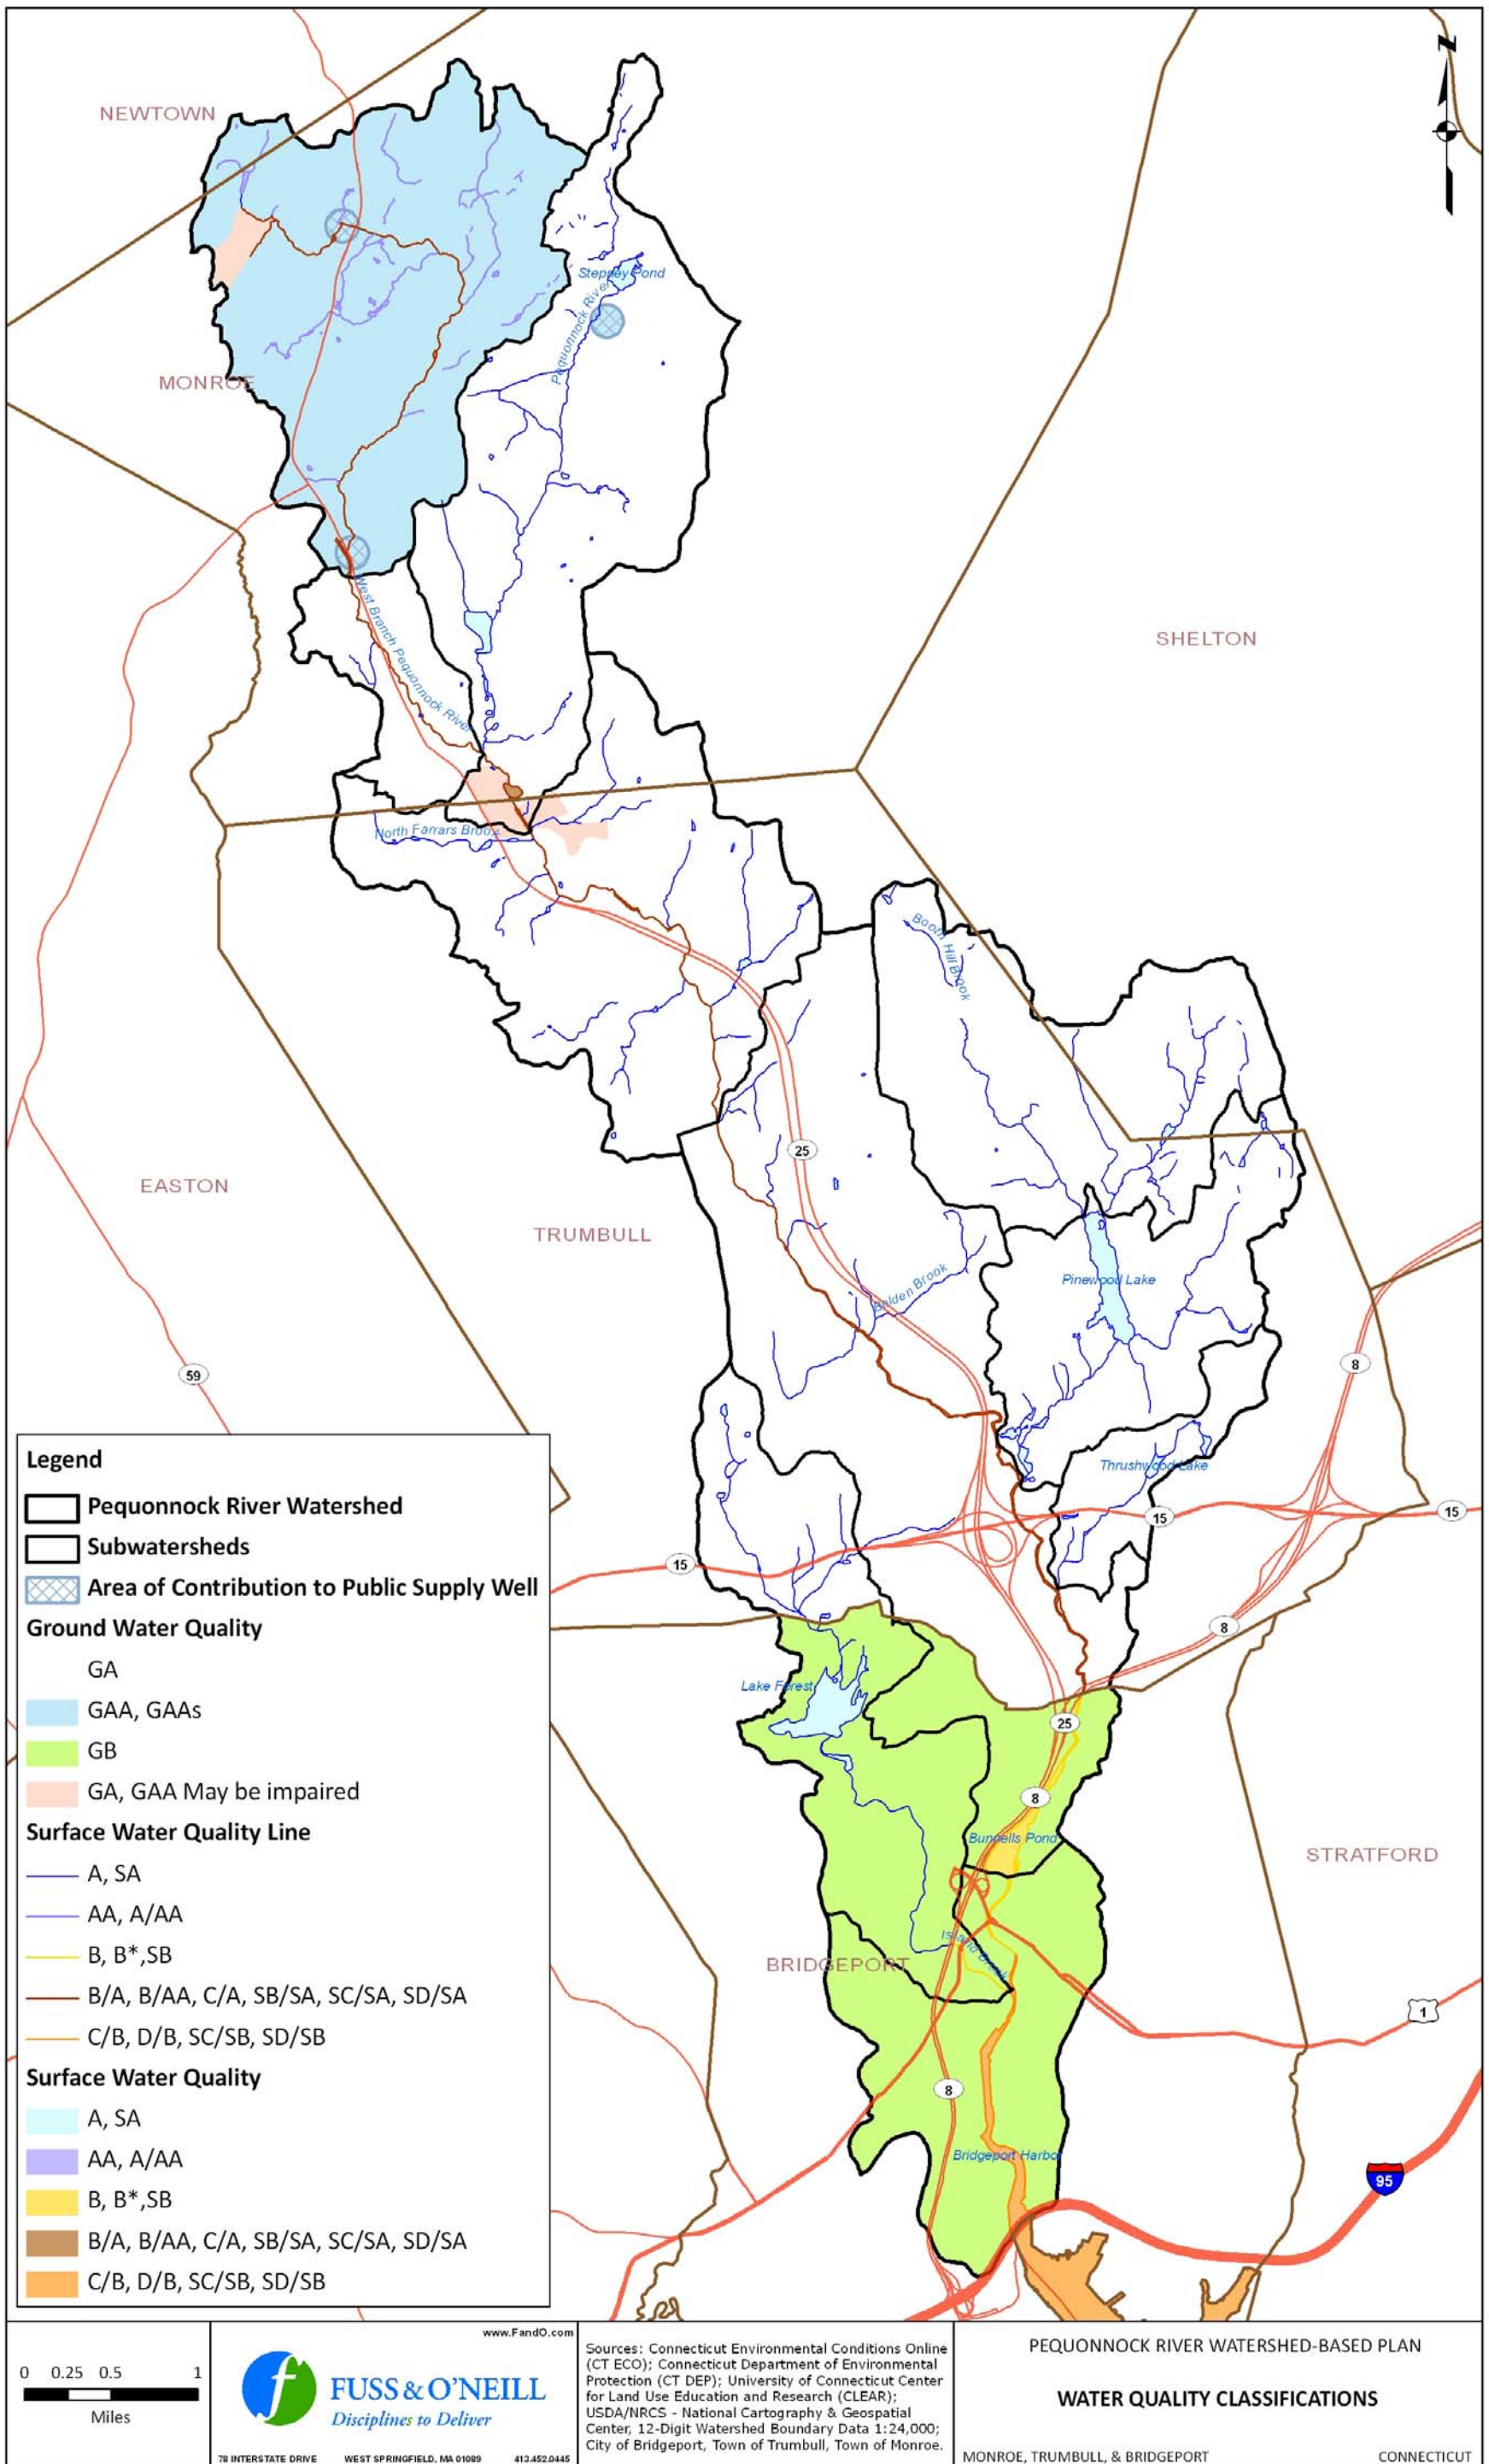 N
NEWTOWN
Stepney Pond
Pequonnock River
MONROE
West Branch Pequonnock River
SHELTON
North Farrars Brook
Booth Hill Brook
25
EASTON
TRUMBULL
Pinewood Lake
Belden Brook
8
59
Thrushwood Lake
15
15
15
8
Lake Forest
25
8
Bunnells Pond
STRATFORD
Island Brook
BRIDGEPORT
1
8
Bridgeport Harbor
95
Legend
Pequonnock River Watershed
Subwatersheds
Area of Contribution to Public Supply Well
Ground Water Quality
GA
GAA, GAAs
GB
GA, GAA May be impaired
Surface Water Quality Line
A, SA
AA, A/AA
B, B*,SB
B/A, B/AA, C/A, SB/SA, SC/SA, SD/SA
C/B, D/B, SC/SB, SD/SB
Surface Water Quality
A, SA
AA, A/AA
B, B*,SB
B/A, B/AA, C/A, SB/SA, SC/SA, SD/SA
C/B, D/B, SC/SB, SD/SB
0 0.25 0.5 1
Miles
www.FandO.com
f
FUSS & O'NEILL
Disciplines to Deliver
78 INTERSTATE DRIVE WEST SPRINGFIELD, MA 01089 413.452.0445
Sources: Connecticut Environmental Conditions Online
(CT ECO); Connecticut Department of Environmental
Protection (CT DEP); University of Connecticut Center
for Land Use Education and Research (CLEAR);
USDA/NRCS - National Cartography & Geospatial
Center, 12-Digit Watershed Boundary Data 1:24,000;
City of Bridgeport, Town of Trumbull, Town of Monroe.
PEQUONNOCK RIVER WATERSHED-BASED PLAN
WATER QUALITY CLASSIFICATIONS
MONROE, TRUMBULL, & BRIDGEPORT CONNECTICUT